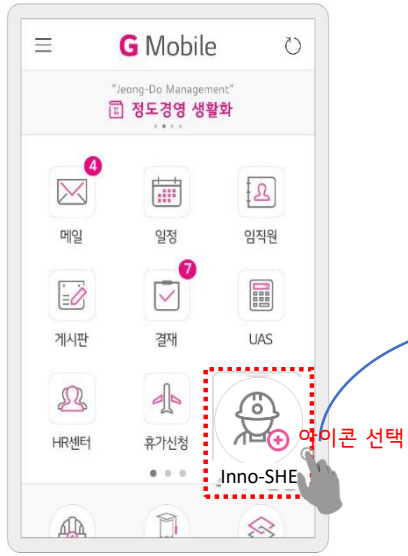 G Mobile
"Jeong-Do Management"
정도경영 생활화
4
메일
일정
임직원
7
게시판
결재
UAS
HR센터
휴가신청
Inno-SHE
아이콘 선택